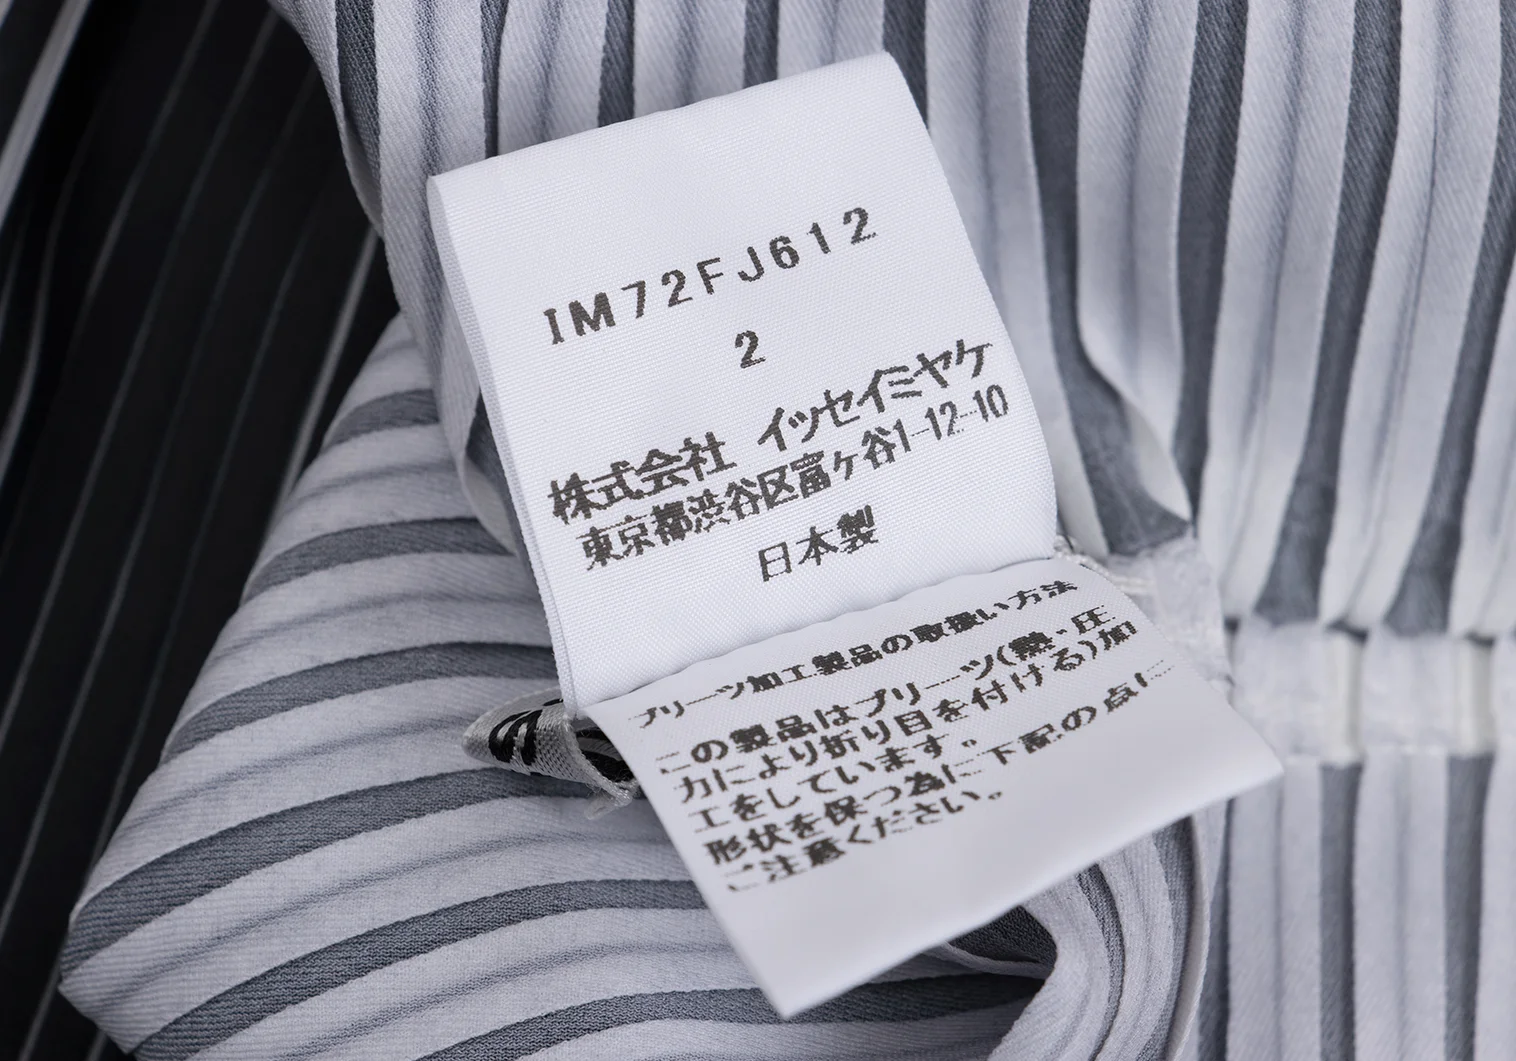 IM72FJ612
2
株式会社 イッセイミヤケ
東京都渋谷区富ヶ谷1-12-10
日本製
プリーツ加工製品の取扱い方法
この製品はプリーツ(熱・圧
力により折り目を付ける)加
工をしています。
形状を保つ為に下記の点に
ご注意ください。